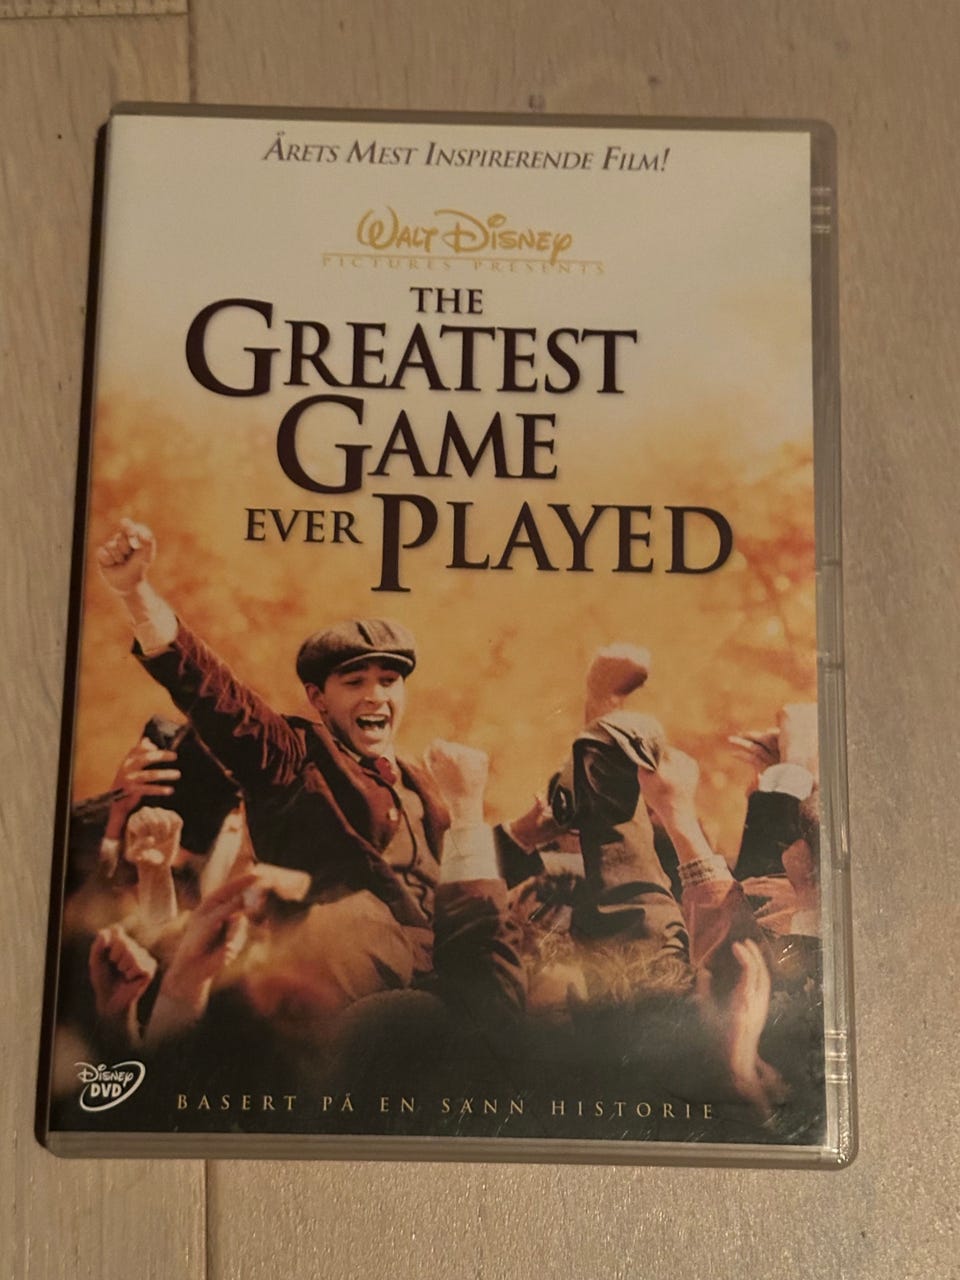 ÅRETS MEST INSPIRERENDE FILM!
WALT DISNEY
PICTURES PRESENTS
THE
GREATEST
GAME
EVER PLAYED
DISNEY
DVD
BASERT PÅ EN SANN HISTORIE